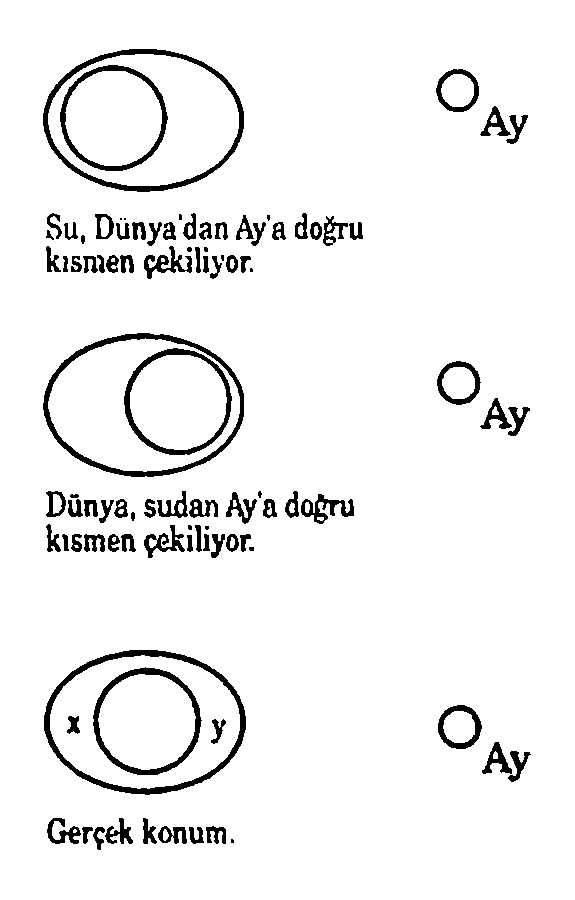 Ay
Su, Dünya'dan Ay'a doğru
kısmen çekiliyor.
Ay
Dünya, sudan Ay'a doğru
kısmen çekiliyor.
x y
Ay
Gerçek konum.